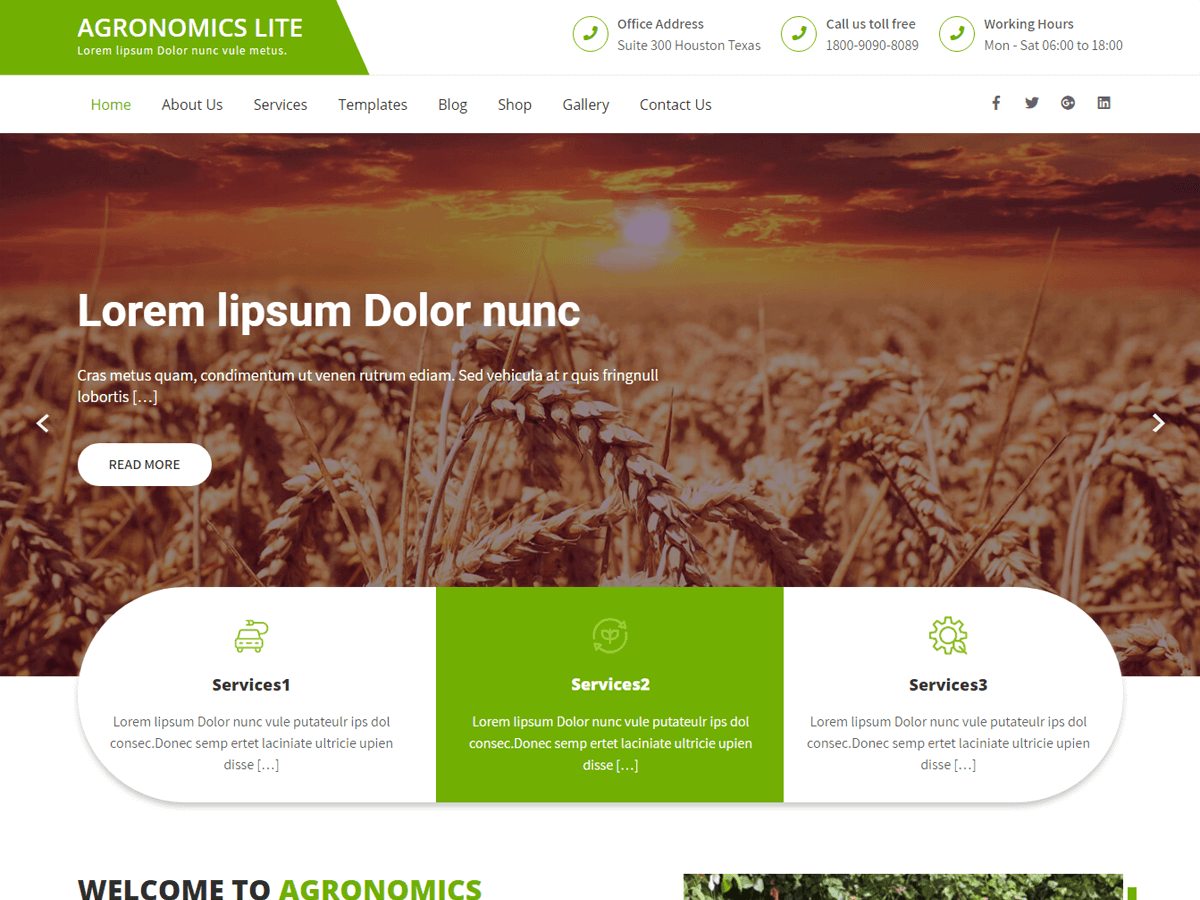 AGRONOMICS LITE
Lorem lipsum Dolor nunc vule metus.
Office Address
Suite 300 Houston Texas
Call us toll free
1800-9090-8089
Working Hours
Mon - Sat 06:00 to 18:00
Home About Us Services Templates Blog Shop Gallery Contact Us
Lorem lipsum Dolor nunc
Cras metus quam, condimentum ut venen rutrum ediam. Sed vehicula at r quis fringnull
lobortis [...]
READ MORE
Services1
Lorem lipsum Dolor nunc vule putateulr ips dol
consec.Donec semp ertet laciniate ultricie upien
disse [...]
Services2
Lorem lipsum Dolor nunc vule putateulr ips dol
consec.Donec semp ertet laciniate ultricie upien
disse [...]
Services3
Lorem lipsum Dolor nunc vule putateulr ips dol
consec.Donec semp ertet laciniate ultricie upien
disse [...]
WELCOME TO AGRONOMICS